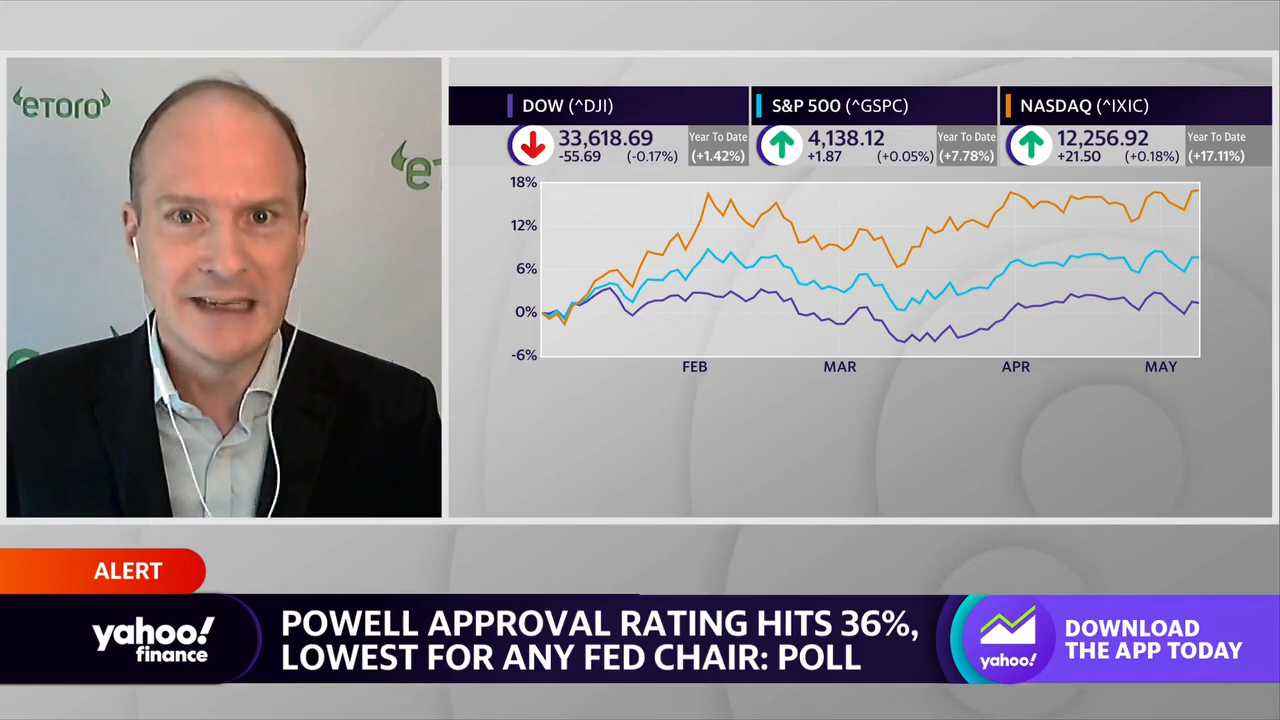 eToro
eT
DOW (^DJI)
33,618.69
-55.69 (-0.17%)
Year To Date
(+1.42%)
S&P 500 (^GSPC)
4,138.12
+1.87 (+0.05%)
Year To Date
(+7.78%)
NASDAQ (^IXIC)
12,256.92
+21.50 (+0.18%)
Year To Date
(+17.11%)
18%
12%
6%
0%
-6%
FEB MAR APR MAY
ALERT
yahoo!
finance
POWELL APPROVAL RATING HITS 36%,
LOWEST FOR ANY FED CHAIR: POLL
yahoo!
DOWNLOAD
THE APP TODAY